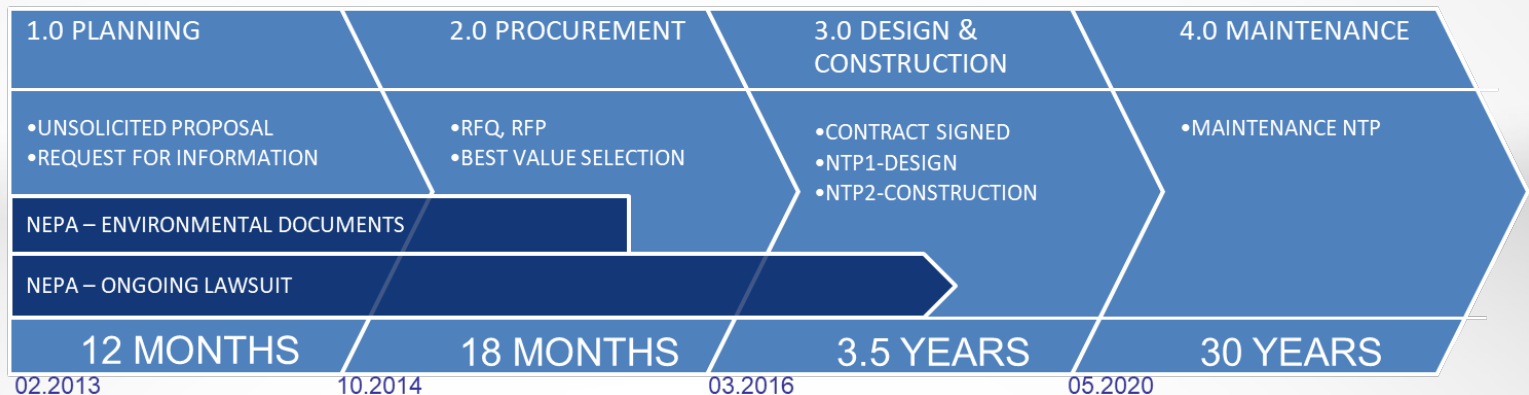 1.0 PLANNING
2.0 PROCUREMENT
3.0 DESIGN &
CONSTRUCTION
4.0 MAINTENANCE
•UNSOLICITED PROPOSAL
•REQUEST FOR INFORMATION
•RFQ, RFP
•BEST VALUE SELECTION
•CONTRACT SIGNED
•NTP1-DESIGN
•NTP2-CONSTRUCTION
•MAINTENANCE NTP
NEPA – ENVIRONMENTAL DOCUMENTS
NEPA – ONGOING LAWSUIT
12 MONTHS
18 MONTHS
3.5 YEARS
30 YEARS
02.2013
10.2014
03.2016
05.2020